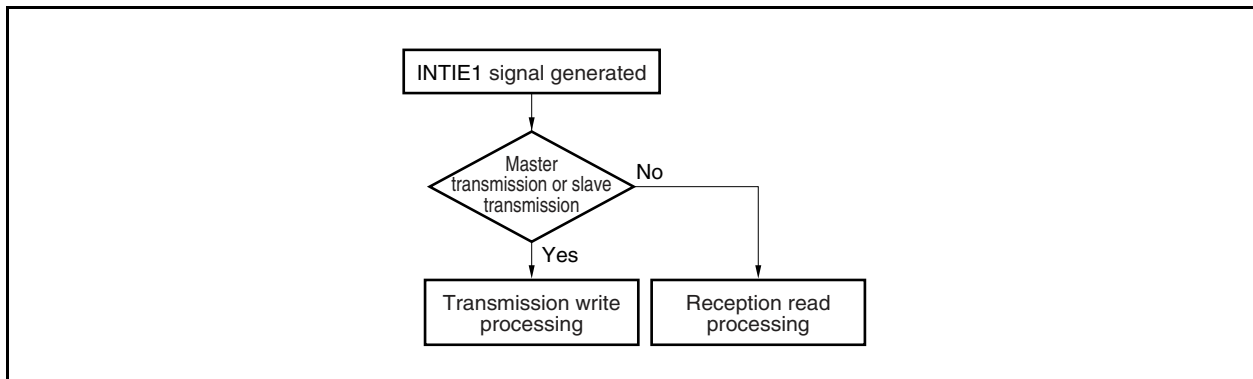 INTIE1 signal generated
Master
transmission or slave
transmission
No
Yes
Transmission write
processing
Reception read
processing